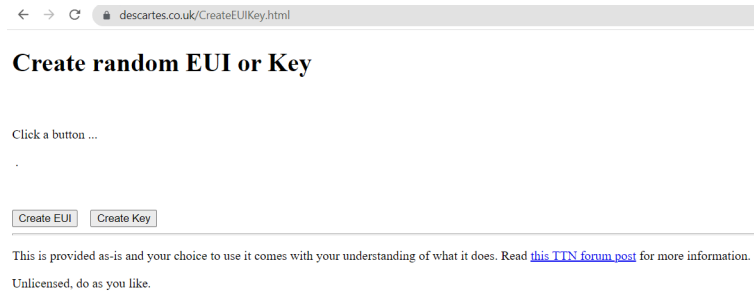 descartes.co.uk/CreateEUIKey.html
Create random EUI or Key
Click a button ...
.
Create EUI Create Key
This is provided as-is and your choice to use it comes with your understanding of what it does. Read this TTN forum post for more information.
Unlicensed, do as you like.